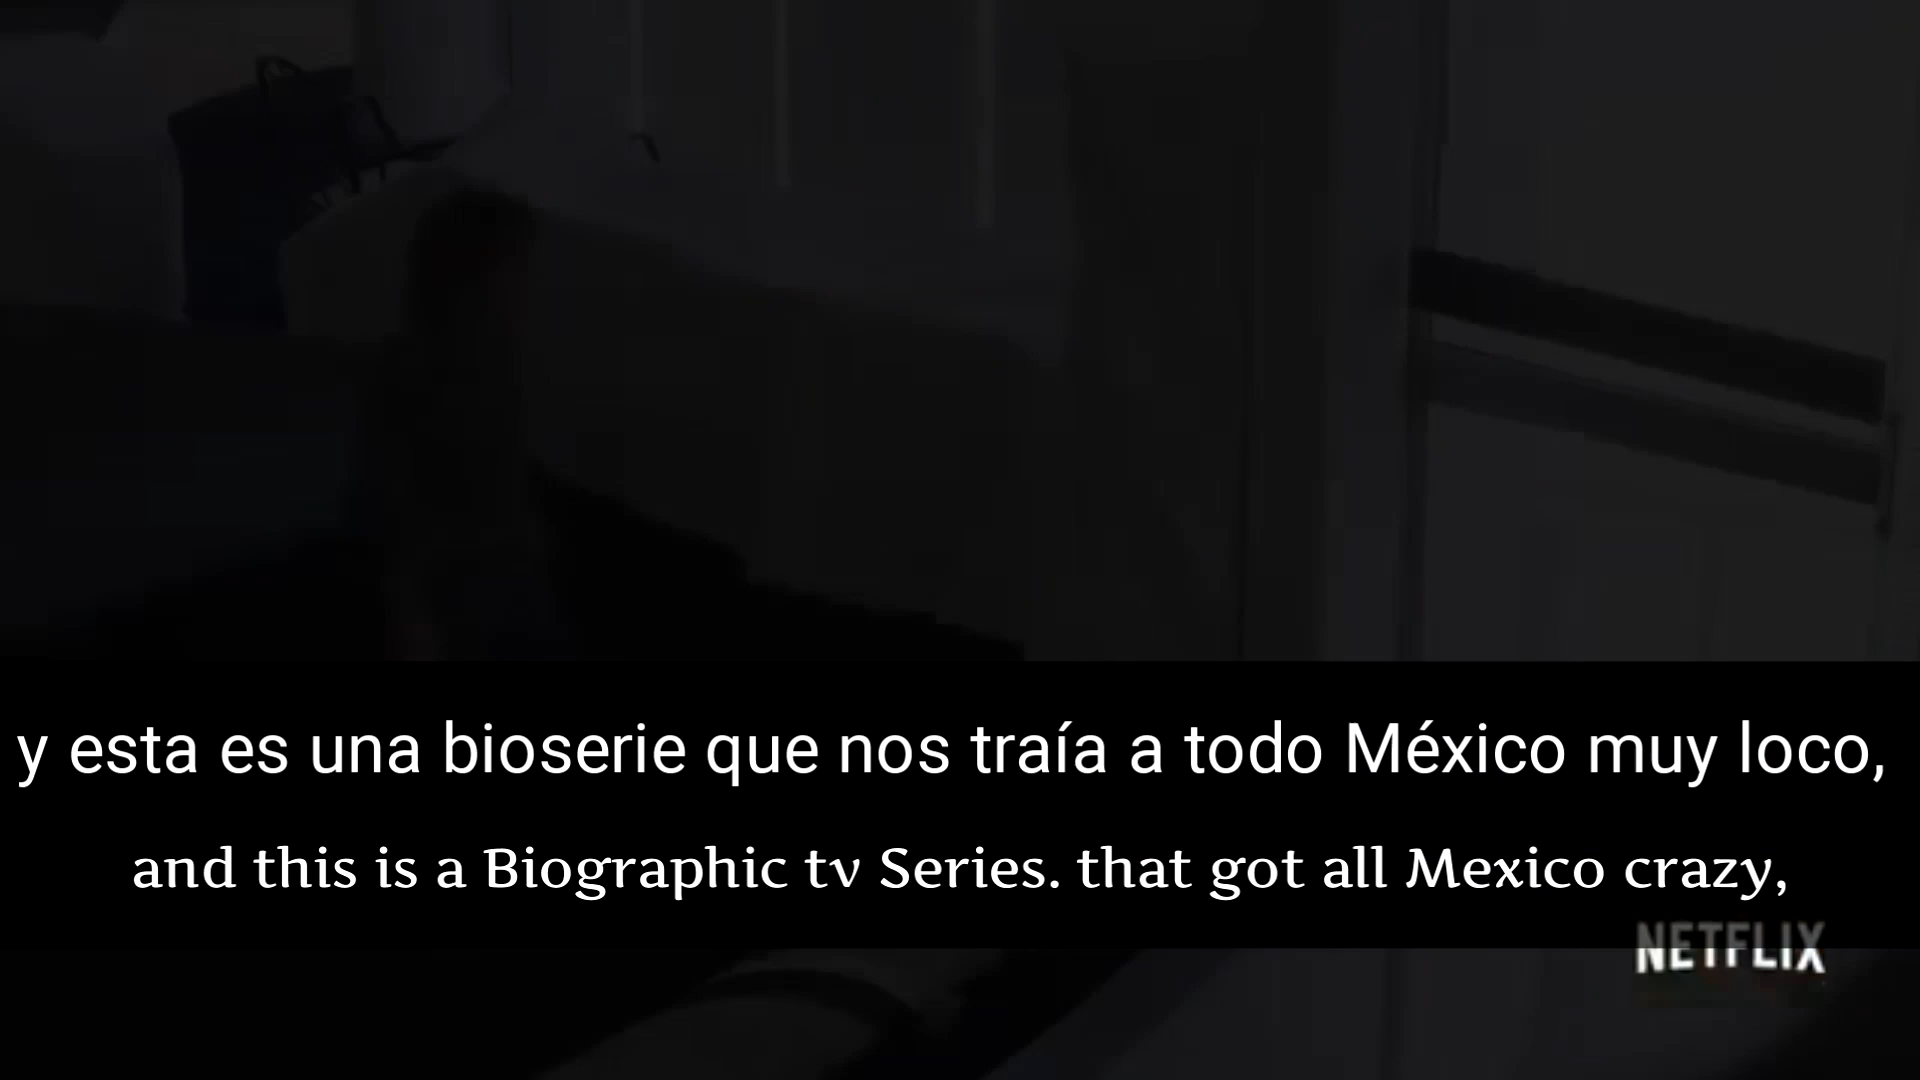 y esta es una bioserie que nos traía a todo México muy loco,
and this is a Biographic tv Series. that got all Mexico crazy,
NETFLIX